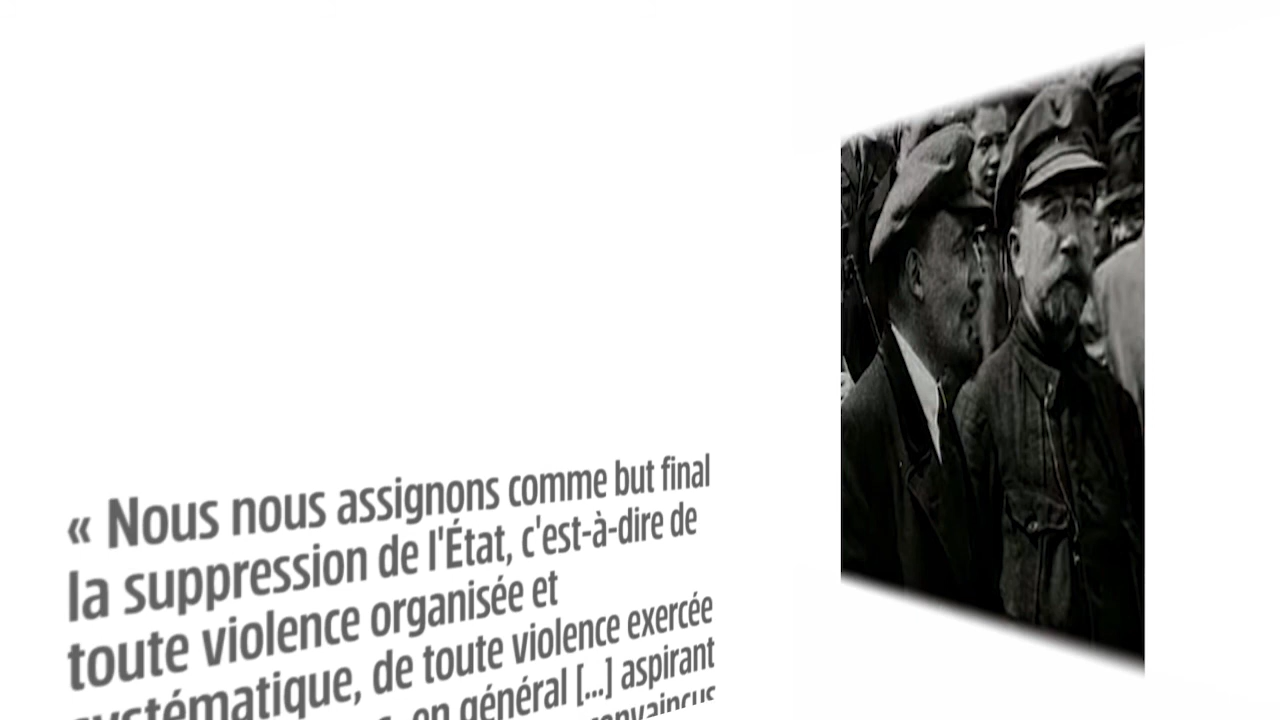 « Nous nous assignons comme but final
la suppression de l'État, c'est-à-dire de
toute violence organisée et
systématique, de toute violence exercée
en général [...] aspirant
convaincus